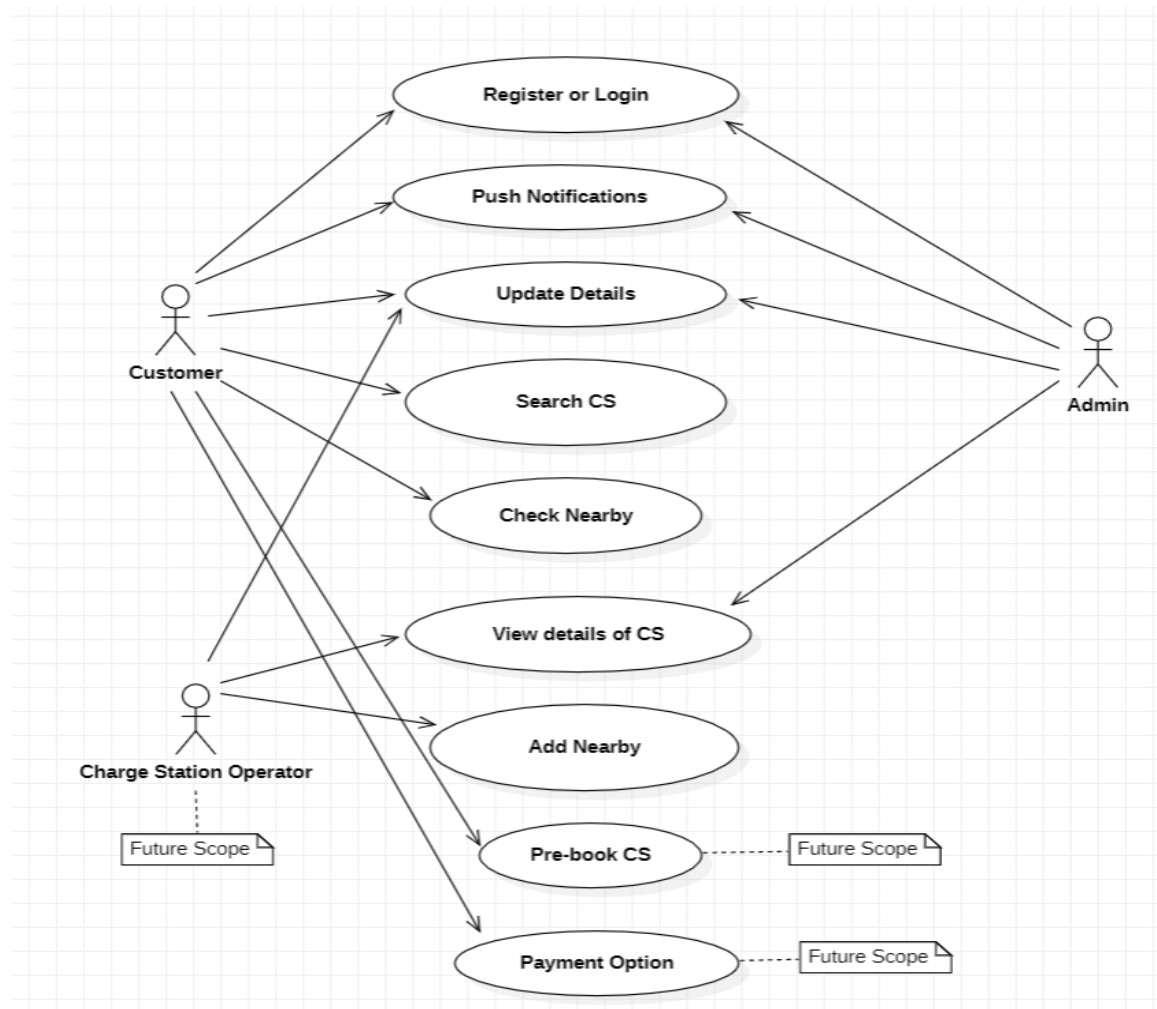 Register or Login
Push Notifications
Update Details
Customer
Search CS
Admin
Check Nearby
View details of CS
Add Nearby
Charge Station Operator
Future Scope
Pre-book CS
Future Scope
Payment Option
Future Scope